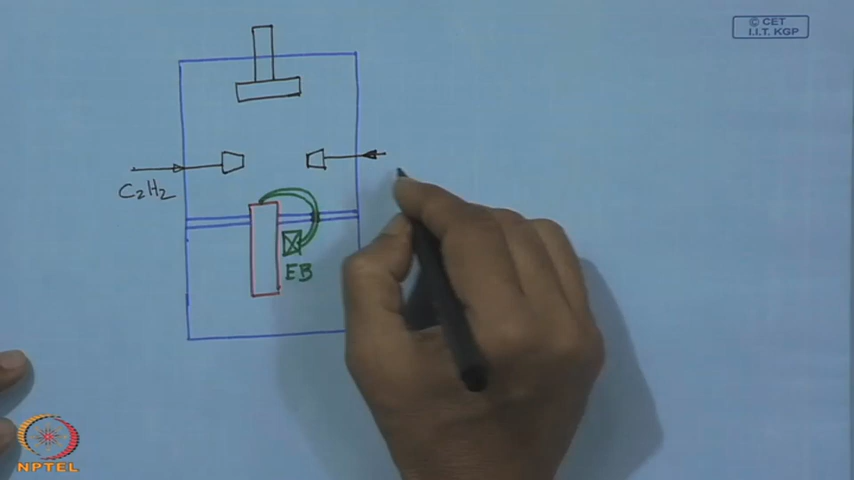 © CET
I.I.T. KGP
C₂H₂
EB
NPTEL